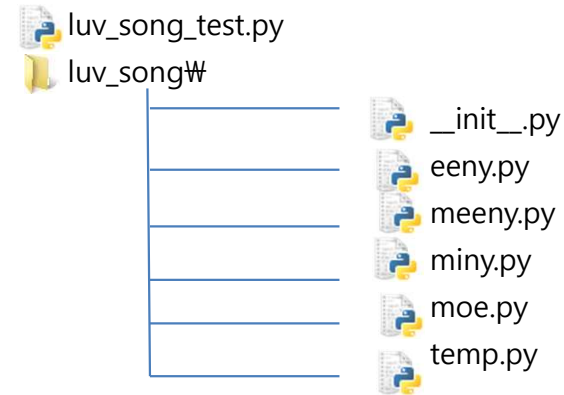 luv_song_test.py
luv_song₩
__init__.py
eeny.py
meeny.py
miny.py
moe.py
temp.py